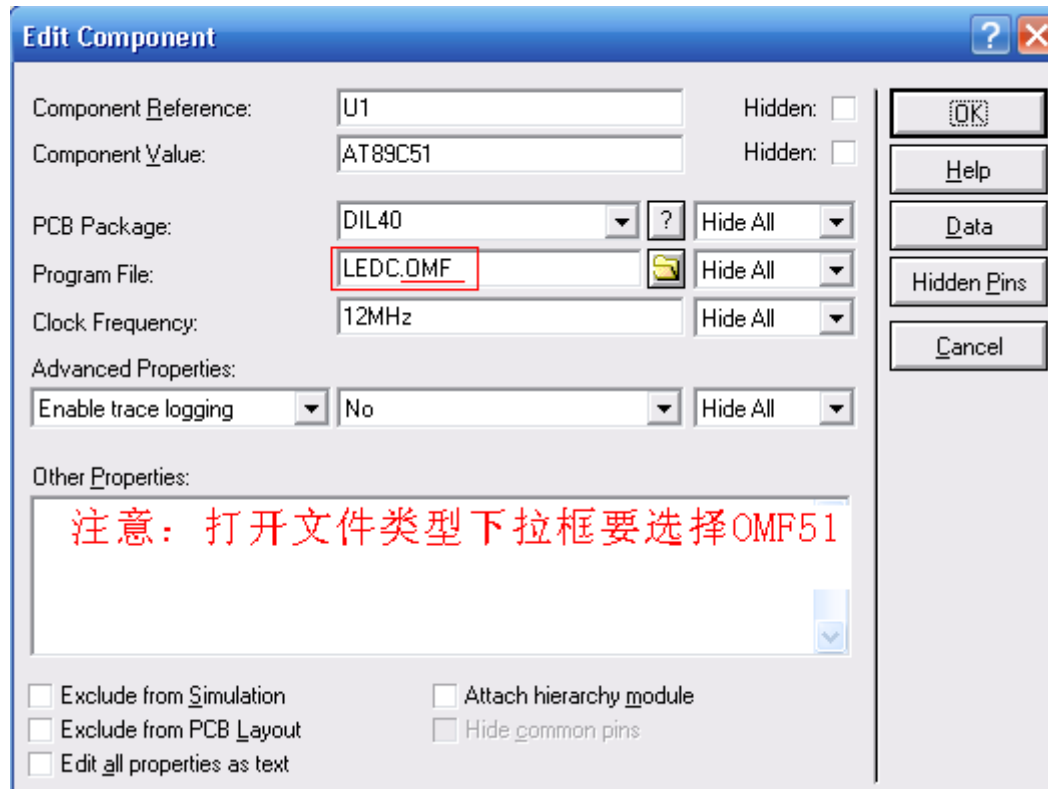 Edit Component
Component Reference: U1 Hidden:
Component Value: AT89C51 Hidden:
PCB Package: DIL40 ? Hide All
Program File: LEDC.OMF Hide All
Clock Frequency: 12MHz Hide All
Advanced Properties:
Enable trace logging No Hide All
Other Properties:
注意：打开文件类型下拉框要选择OMF51
Exclude from Simulation Attach hierarchy module
Exclude from PCB Layout Hide common pins
Edit all properties as text
OK
Help
Data
Hidden Pins
Cancel